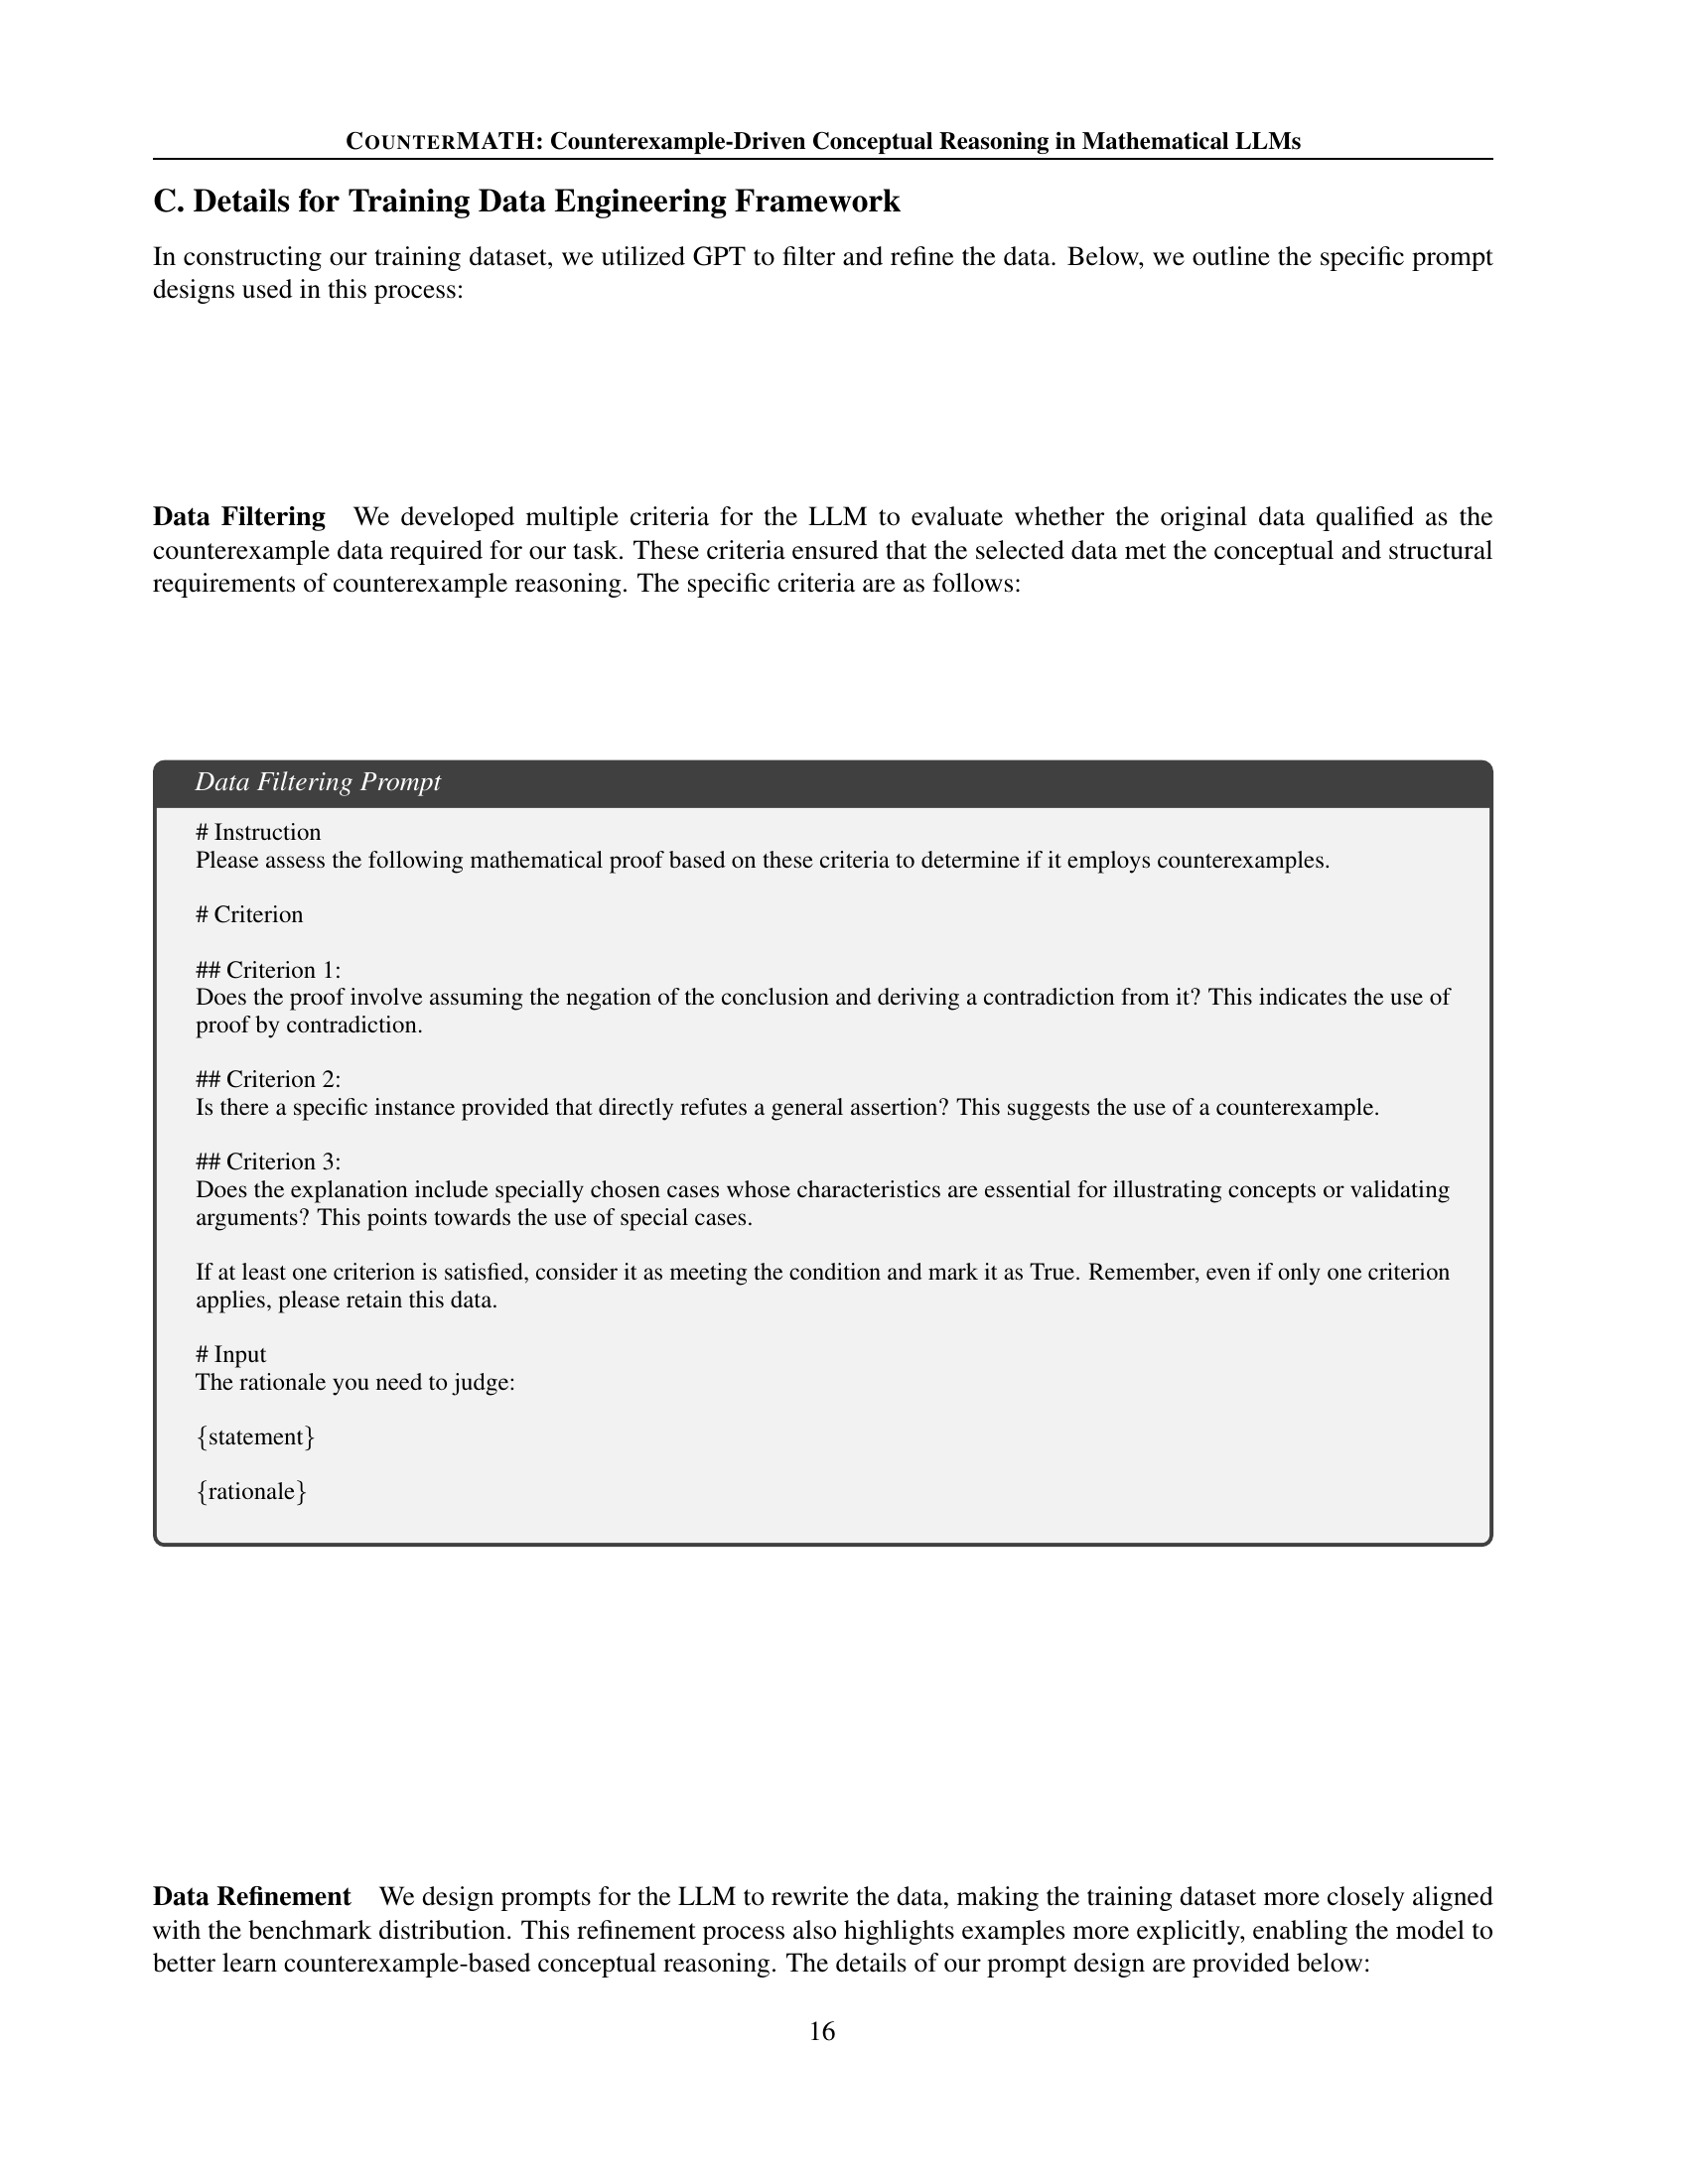 COUNTERMATH: Counterexample-Driven Conceptual Reasoning in Mathematical LLMs
C. Details for Training Data Engineering Framework
In constructing our training dataset, we utilized GPT to filter and refine the data. Below, we outline the specific prompt
designs used in this process:
Data Filtering We developed multiple criteria for the LLM to evaluate whether the original data qualified as the
counterexample data required for our task. These criteria ensured that the selected data met the conceptual and structural
requirements of counterexample reasoning. The specific criteria are as follows:
Data Filtering Prompt
# Instruction
Please assess the following mathematical proof based on these criteria to determine if it employs counterexamples.
# Criterion
## Criterion 1:
Does the proof involve assuming the negation of the conclusion and deriving a contradiction from it? This indicates the use of
proof by contradiction.
## Criterion 2:
Is there a specific instance provided that directly refutes a general assertion? This suggests the use of a counterexample.
## Criterion 3:
Does the explanation include specially chosen cases whose characteristics are essential for illustrating concepts or validating
arguments? This points towards the use of special cases.
If at least one criterion is satisfied, consider it as meeting the condition and mark it as True. Remember, even if only one criterion
applies, please retain this data.
# Input
The rationale you need to judge:
{statement}
{rationale}
Data Refinement We design prompts for the LLM to rewrite the data, making the training dataset more closely aligned
with the benchmark distribution. This refinement process also highlights examples more explicitly, enabling the model to
better learn counterexample-based conceptual reasoning. The details of our prompt design are provided below:
16